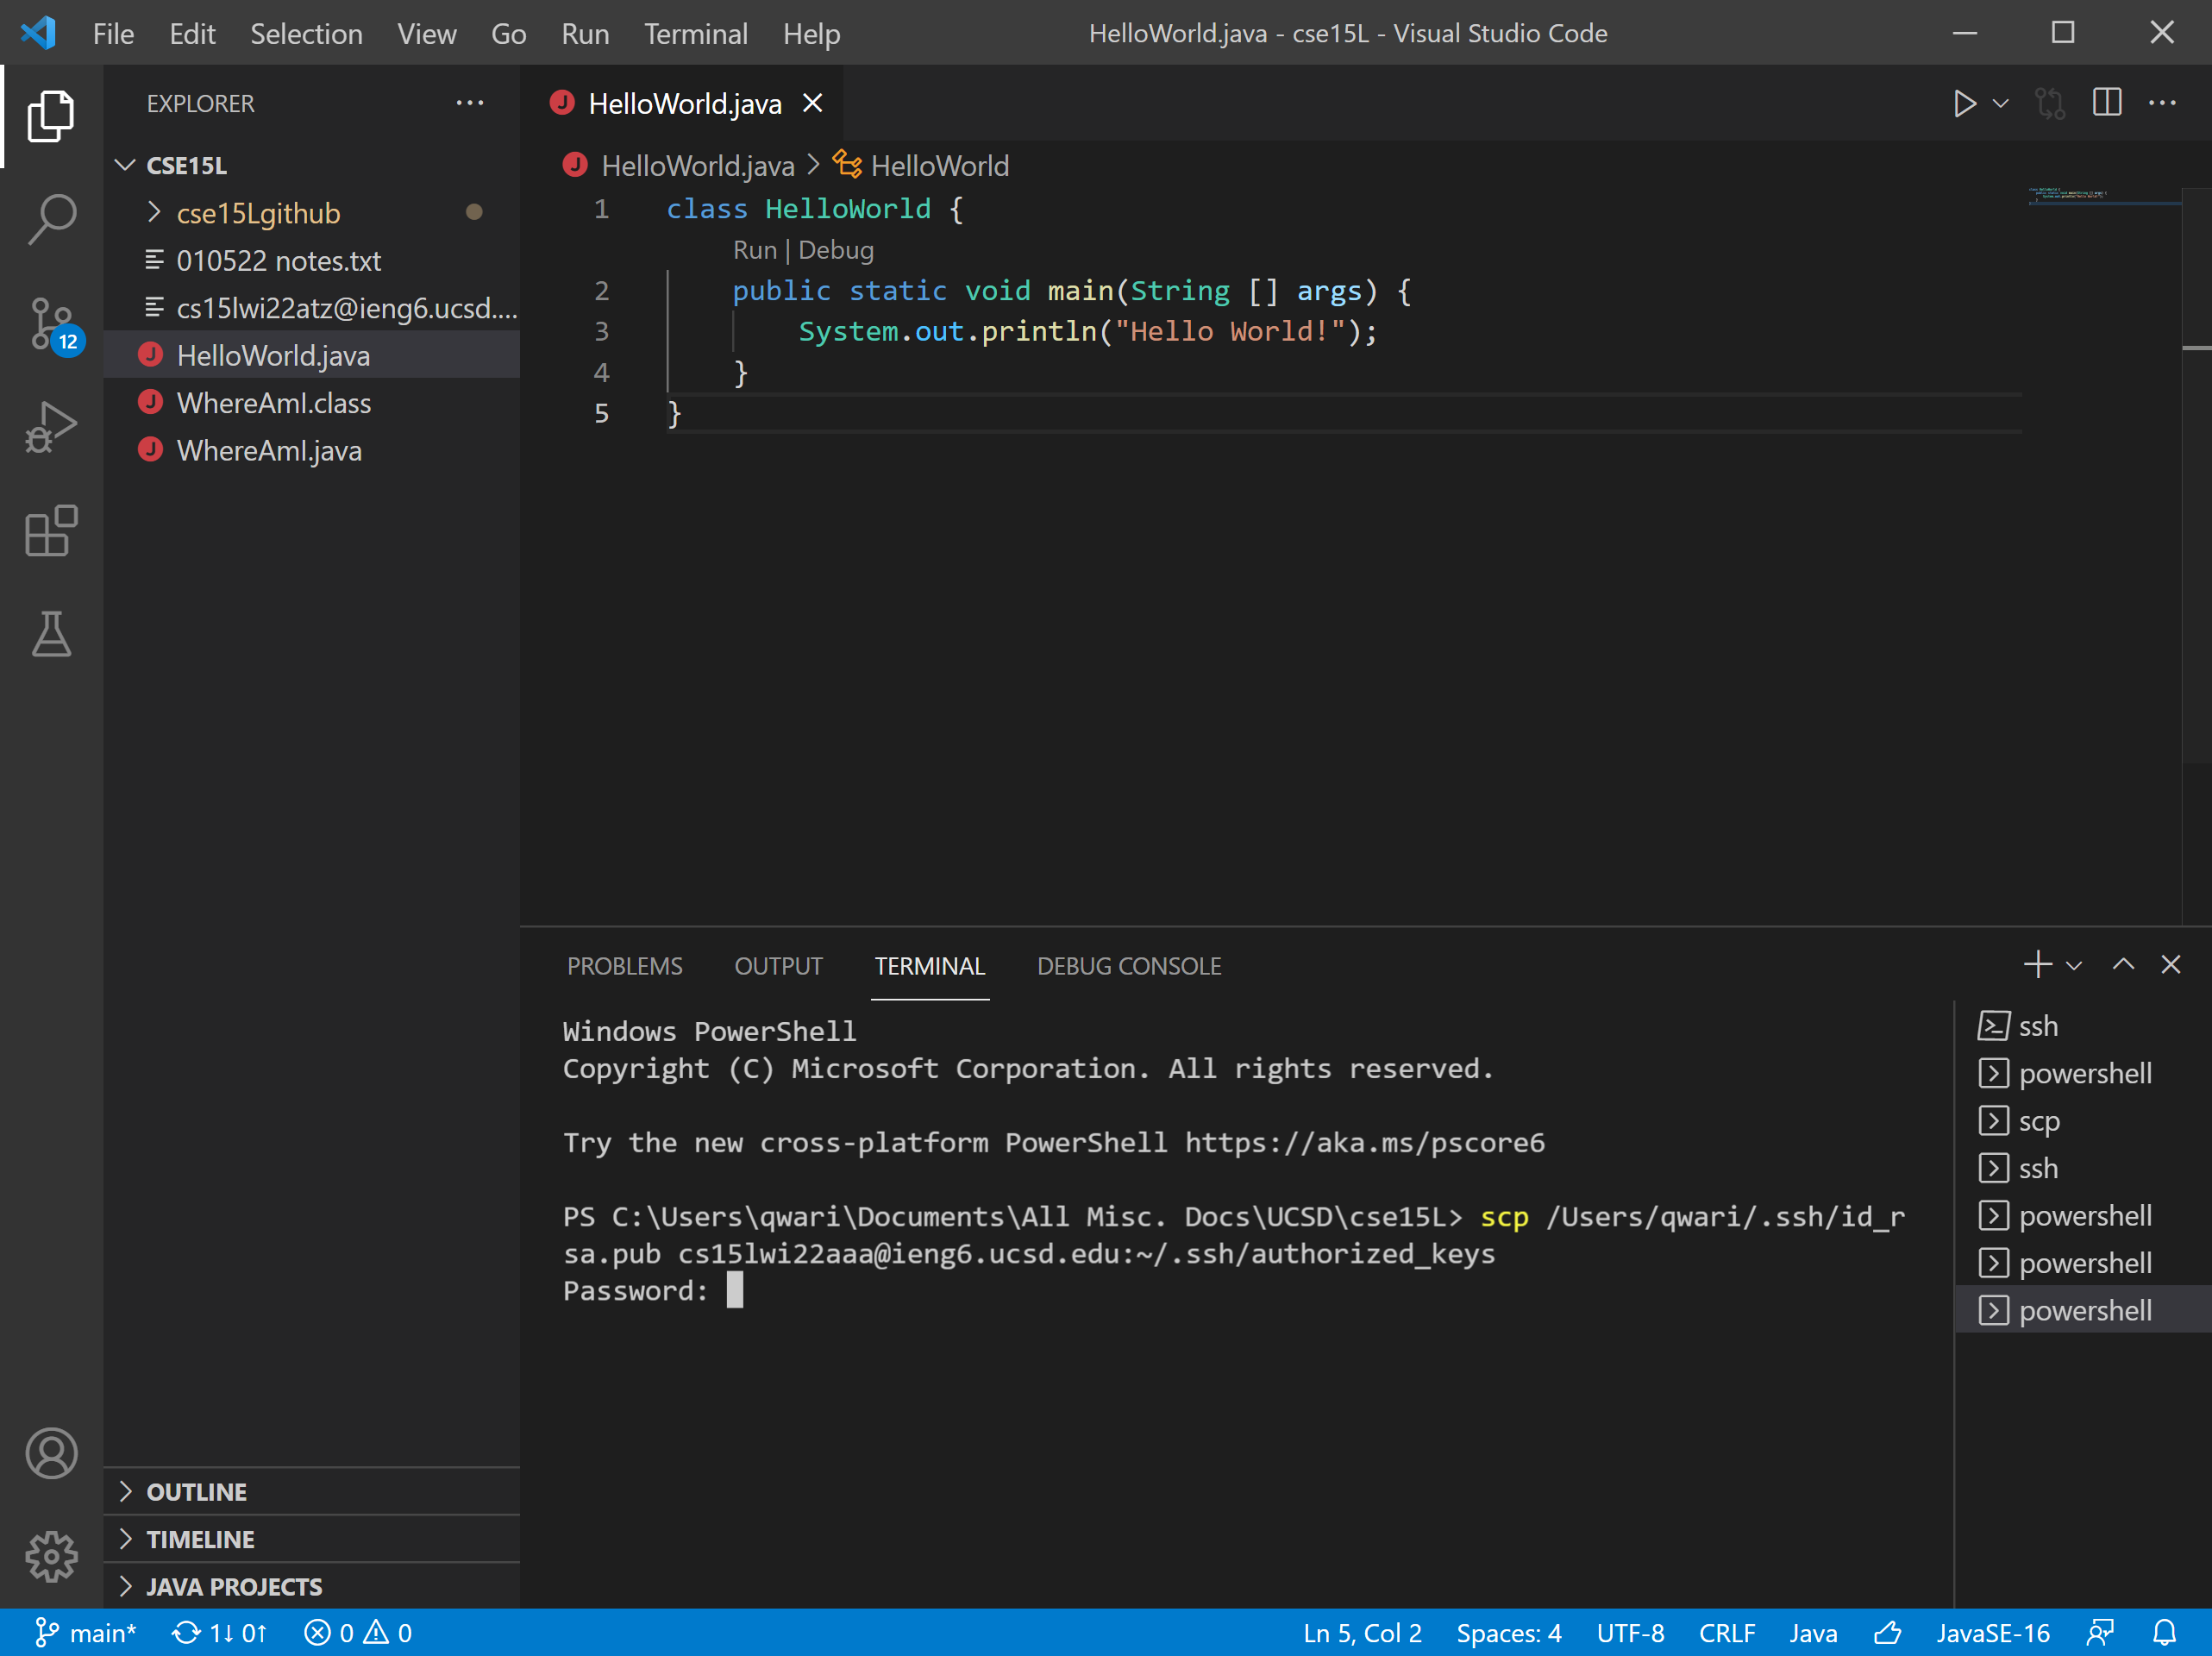 File Edit Selection View Go Run Terminal Help HelloWorld.java - cse15L - Visual Studio Code
EXPLORER
CSE15L
cse15Lgithub
010522 notes.txt
cs15lwi22atz@ieng6.ucsd....
HelloWorld.java
WhereAmI.class
WhereAmI.java
12
OUTLINE
TIMELINE
JAVA PROJECTS
HelloWorld.java
HelloWorld.java > HelloWorld
1 class HelloWorld {
Run | Debug
2 public static void main(String [] args) {
3 System.out.println("Hello World!");
4 }
5 }
PROBLEMS OUTPUT TERMINAL DEBUG CONSOLE
Windows PowerShell
Copyright (C) Microsoft Corporation. All rights reserved.
Try the new cross-platform PowerShell https://aka.ms/pscore6
PS C:\Users\qwari\Documents\All Misc. Docs\UCSD\cse15L> scp /Users/qwari/.ssh/id_r
sa.pub cs15lwi22aaa@ieng6.ucsd.edu:~/.ssh/authorized_keys
Password:
ssh
powershell
scp
ssh
powershell
powershell
powershell
main* 1↓ 0↑ 0 0 Ln 5, Col 2 Spaces: 4 UTF-8 CRLF Java JavaSE-16